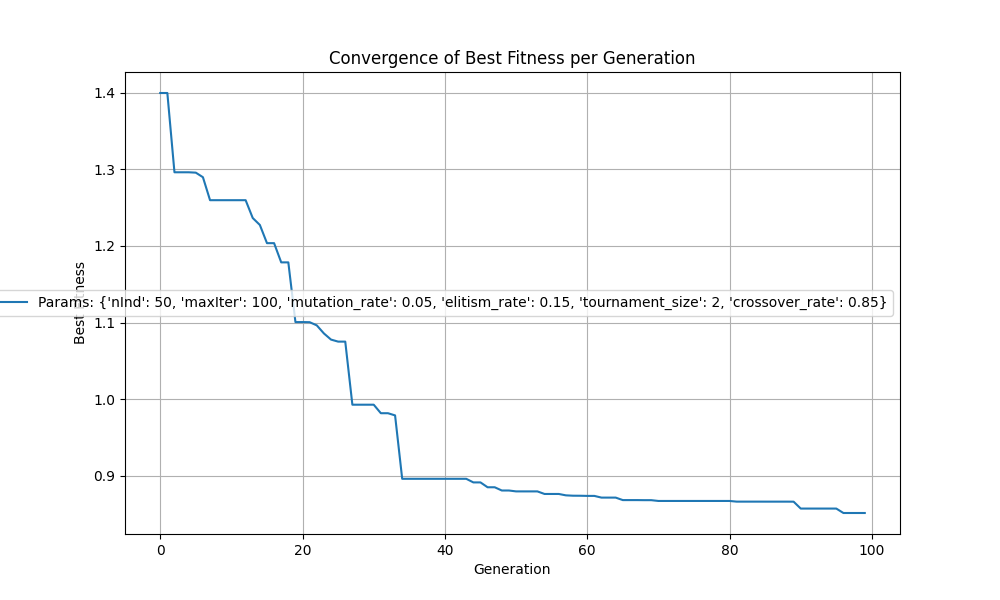 Convergence of Best Fitness per Generation
1.4
1.3
1.2
1.1
1.0
0.9
Best
ness
Params: {'nInd': 50, 'maxIter': 100, 'mutation_rate': 0.05, 'elitism_rate': 0.15, 'tournament_size': 2, 'crossover_rate': 0.85}
0 20 40 60 80 100
Generation